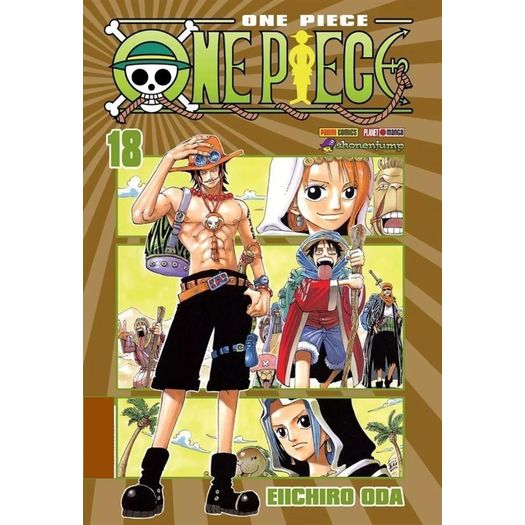 ONE PIECE
ONE PIECE
18
PANINI COMICS PLANET MANGA
shonenjump
EIICHIRO ODA